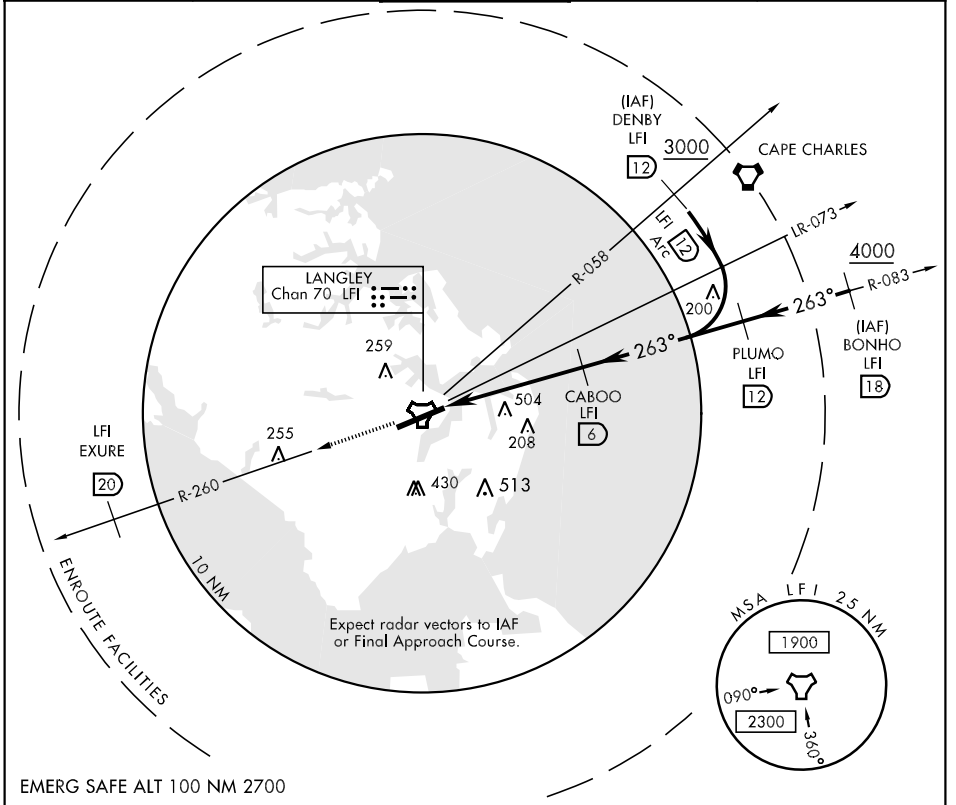 (IAF)
DENBY
LFI
12
3000
CAPE CHARLES
LFI
12
Arc
LR-073
R-058
4000
R-083
LANGLEY
Chan 70 LFI
200
263°
263°
(IAF)
BONHO
LFI
18
PLUMO
LFI
12
259
CABOO
LFI
6
504
208
255
LFI
EXURE
20
R-260
430
513
10 NM
ENROUTE FACILITIES
Expect radar vectors to IAF
or Final Approach Course.
MSA LFI 25 NM
1900
090°
2300
360°
EMERG SAFE ALT 100 NM 2700